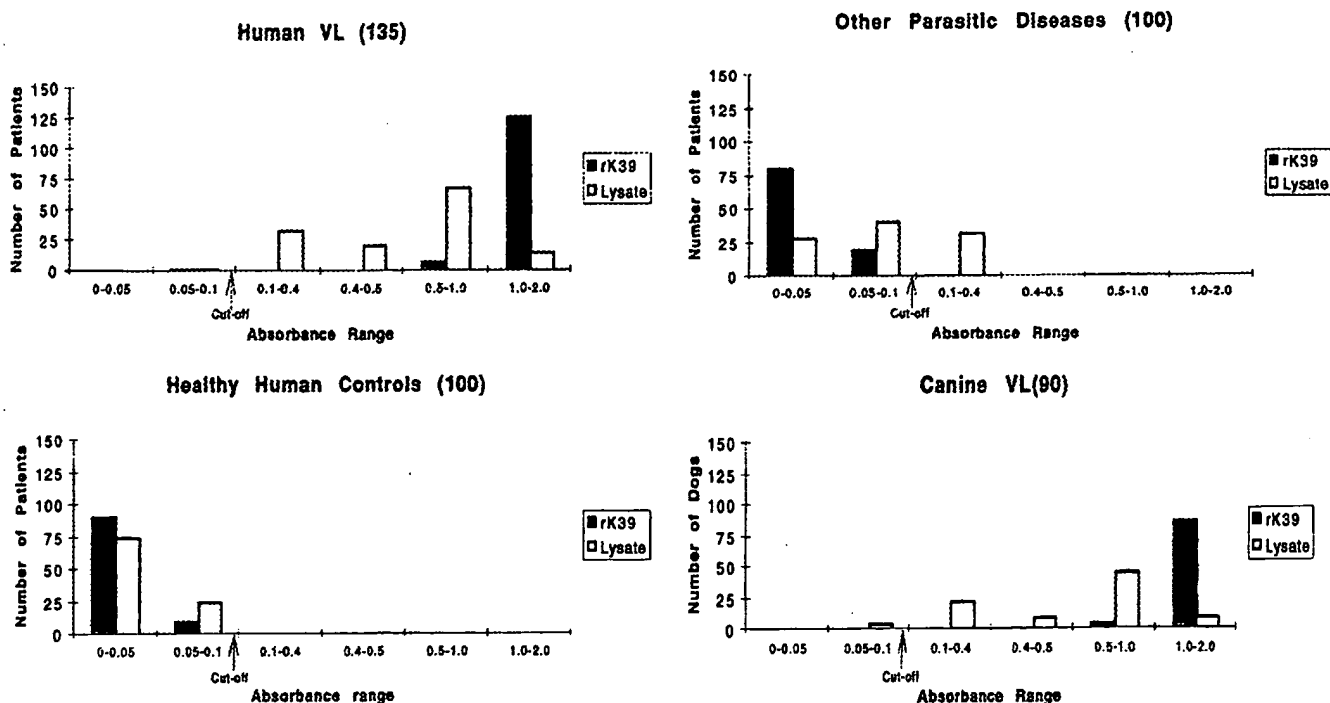 Human VL (135)
Number of Patients
150
125
100
75
50
25
0
0-0.05 0.05-0.1 0.1-0.4 0.4-0.5 0.5-1.0 1.0-2.0
Cut-off
Absorbance Range
rK39
Lysate
Other Parasitic Diseases (100)
Number of Patients
150
125
100
75
50
25
0
0-0.05 0.05-0.1 0.1-0.4 0.4-0.5 0.5-1.0 1.0-2.0
Cut-off
Absorbance Range
rK39
Lysate
Healthy Human Controls (100)
Number of Patients
150
125
100
75
50
25
0
0-0.05 0.05-0.1 0.1-0.4 0.4-0.5 0.5-1.0 1.0-2.0
Cut-off
Absorbance range
rK39
Lysate
Canine VL(90)
Number of Dogs
150
125
100
75
50
25
0
0-0.05 0.05-0.1 0.1-0.4 0.4-0.5 0.5-1.0 1.0-2.0
Cut-off
Absorbance Range
rK39
Lysate